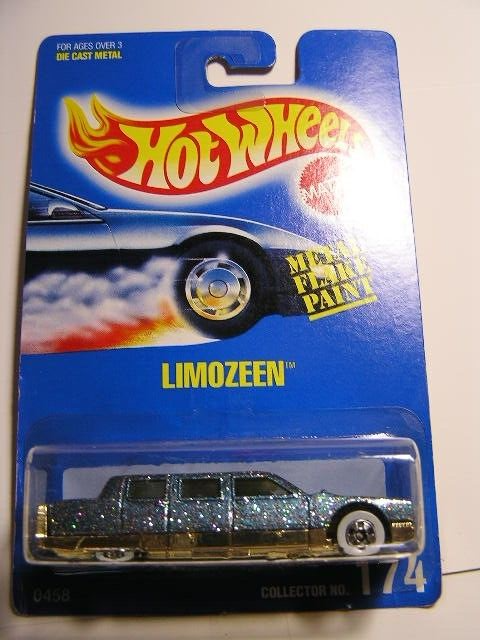 FOR AGES OVER 3
DIE CAST METAL
HOT WHEELS
METAL
FLAKE
PAINT
LIMOZEEN™
0458
COLLECTOR NO. 174